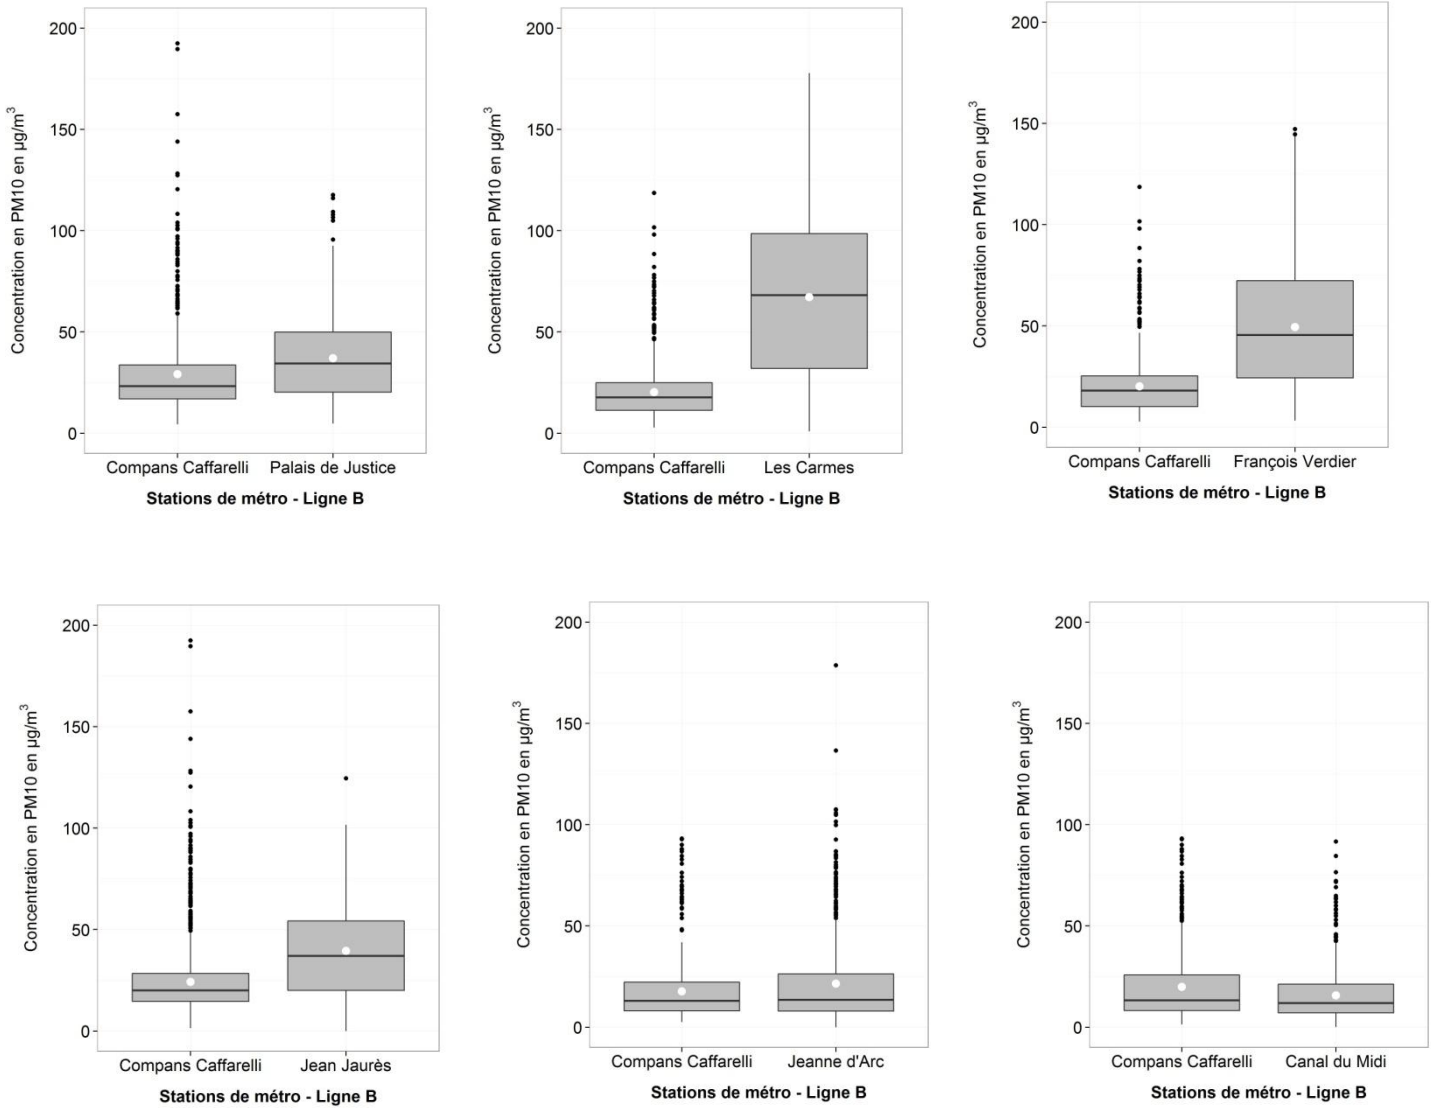 Concentration en PM10 en µg/m³
200
150
100
50
0
Compans Caffarelli Palais de Justice
Stations de métro - Ligne B
Concentration en PM10 en µg/m³
200
150
100
50
0
Compans Caffarelli Les Carmes
Stations de métro - Ligne B
Concentration en PM10 en µg/m³
200
150
100
50
0
Compans Caffarelli François Verdier
Stations de métro - Ligne B
Concentration en PM10 en µg/m³
200
150
100
50
0
Compans Caffarelli Jean Jaurès
Stations de métro - Ligne B
Concentration en PM10 en µg/m³
200
150
100
50
0
Compans Caffarelli Jeanne d'Arc
Stations de métro - Ligne B
Concentration en PM10 en µg/m³
200
150
100
50
0
Compans Caffarelli Canal du Midi
Stations de métro - Ligne B